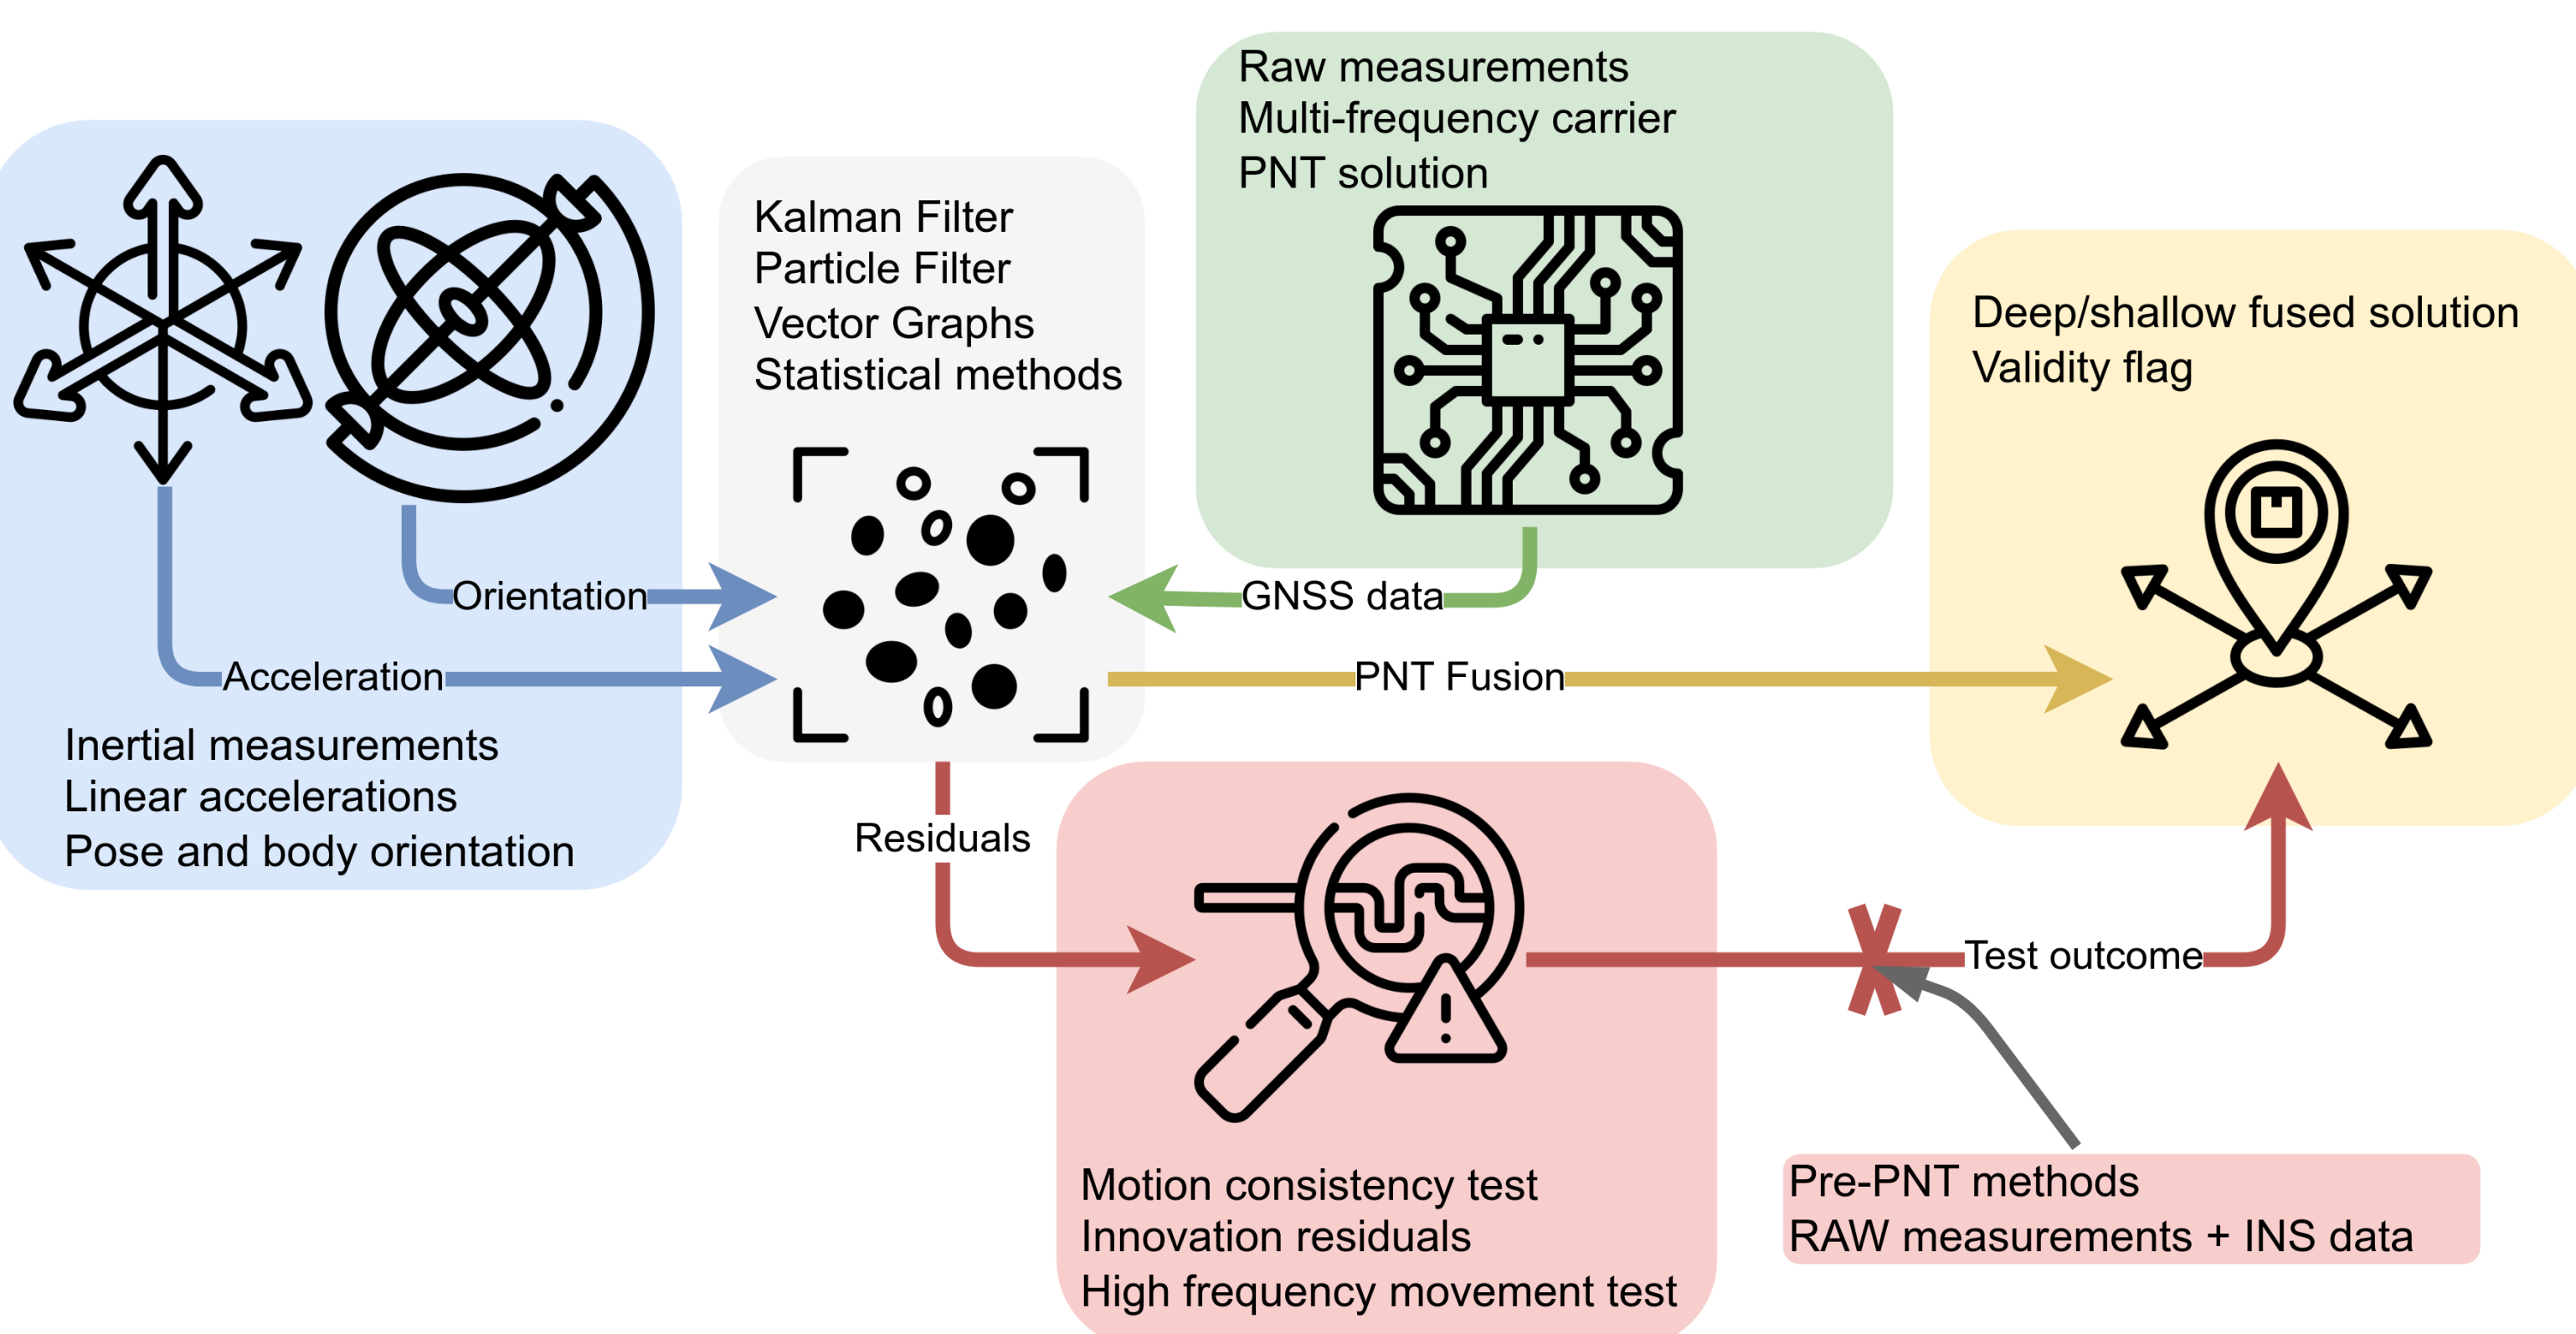 Raw measurements
Multi-frequency carrier
PNT solution
Kalman Filter
Particle Filter
Vector Graphs
Statistical methods
Deep/shallow fused solution
Validity flag
Orientation
GNSS data
Acceleration
PNT Fusion
Inertial measurements
Linear accelerations
Pose and body orientation
Residuals
Test outcome
Motion consistency test
Innovation residuals
High frequency movement test
Pre-PNT methods
RAW measurements + INS data